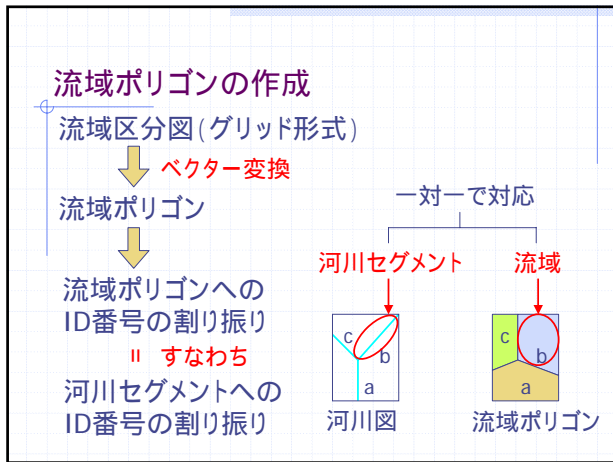 流域ポリゴンの作成
流域区分図(グリッド形式)
ベクター変換
流域ポリゴン
流域ポリゴンへの
ID番号の割り振り
= すなわち
河川セグメントへの
ID番号の割り振り
一対一で対応
河川セグメント 流域
c
b
a
河川図
c
b
a
流域ポリゴン